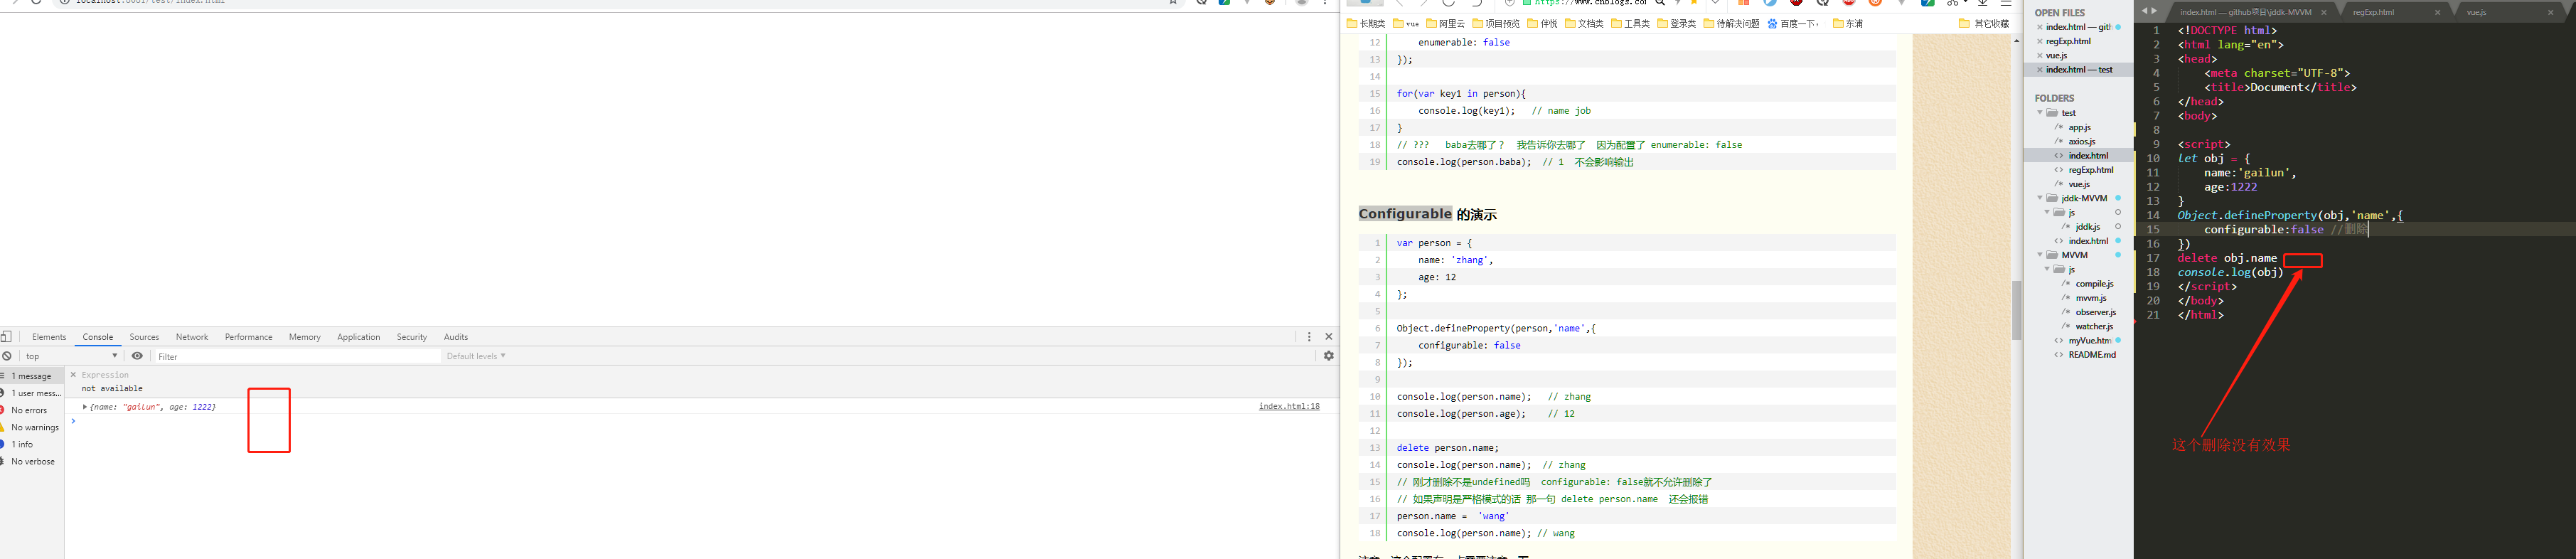 localhost:8081/test/index.html
Elements Console Sources Network Performance Memory Application Security Audits
top Filter Default levels ▼
1 message
1 user mess...
No errors
No warnings
1 info
No verbose
Expression
not available
{name: "gailun", age: 1222} index.html:18
https://www.cnblogs.co
长期类 vue 阿里云 项目预览 伴悦 文档类 工具类 登录类 待解决问题 百度一下 东浦 其它收藏
12 enumerable: false
13 });
14
15 for(var key1 in person){
16 console.log(key1); // name job
17 }
18 // ??? baba去哪了? 我告诉你去哪了 因为配置了 enumerable: false
19 console.log(person.baba); // 1 不会影响输出
Configurable 的演示
1 var person = {
2 name: 'zhang',
3 age: 12
4 };
5
6 Object.defineProperty(person,'name',{
7 configurable: false
8 });
9
10 console.log(person.name); // zhang
11 console.log(person.age); // 12
12
13 delete person.name;
14 console.log(person.name); // zhang
15 // 刚才删除不是undefined吗 configurable: false就不允许删除了
16 // 如果声明是严格模式的话 那一句 delete person.name 还会报错
17 person.name = 'wang'
18 console.log(person.name); // wang
OPEN FILES
index.html — gith
regExp.html
vue.js
index.html — test
FOLDERS
test
app.js
axios.js
index.html
regExp.html
vue.js
jddk-MVVM
js
jddk.js
index.html
MVVM
js
compile.js
mvvm.js
observer.js
watcher.js
myVue.htm
README.md
index.html — github项目\jddk-MVVM regExp.html vue.js
1 <!DOCTYPE html>
2 <html lang="en">
3 <head>
4 <meta charset="UTF-8">
5 <title>Document</title>
6 </head>
7 <body>
8
9 <script>
10 let obj = {
11 name:'gailun',
12 age:1222
13 }
14 Object.defineProperty(obj,'name',{
15 configurable:false //删除
16 })
17 delete obj.name
18 console.log(obj)
19 </script>
20 </body>
21 </html>
这个删除没有效果